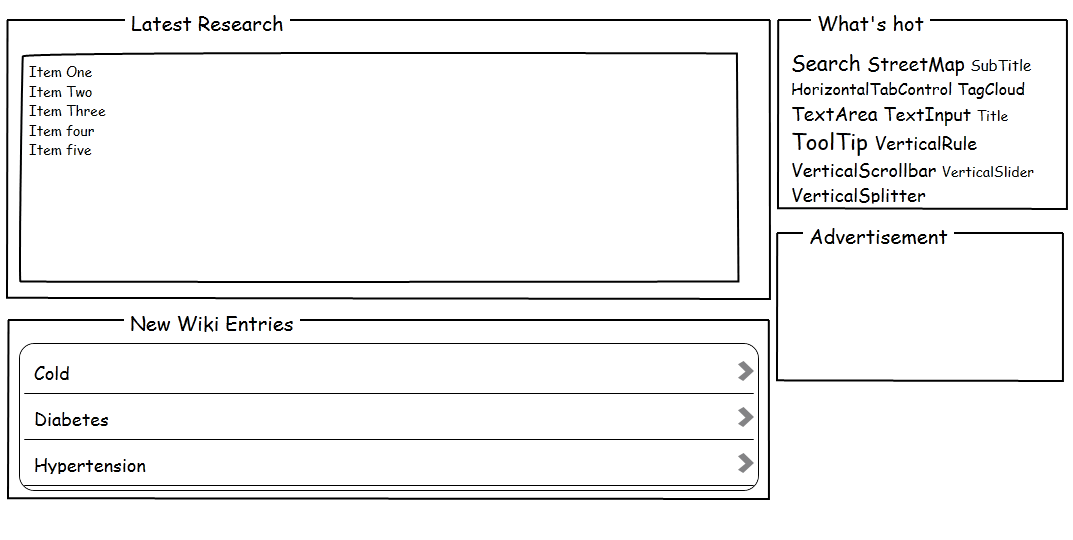 Latest Research
Item One
Item Two
Item Three
Item four
Item five
New Wiki Entries
Cold
Diabetes
Hypertension
What's hot
Search StreetMap SubTitle
HorizontalTabControl TagCloud
TextArea TextInput Title
ToolTip VerticalRule
VerticalScrollbar VerticalSlider
VerticalSplitter
Advertisement